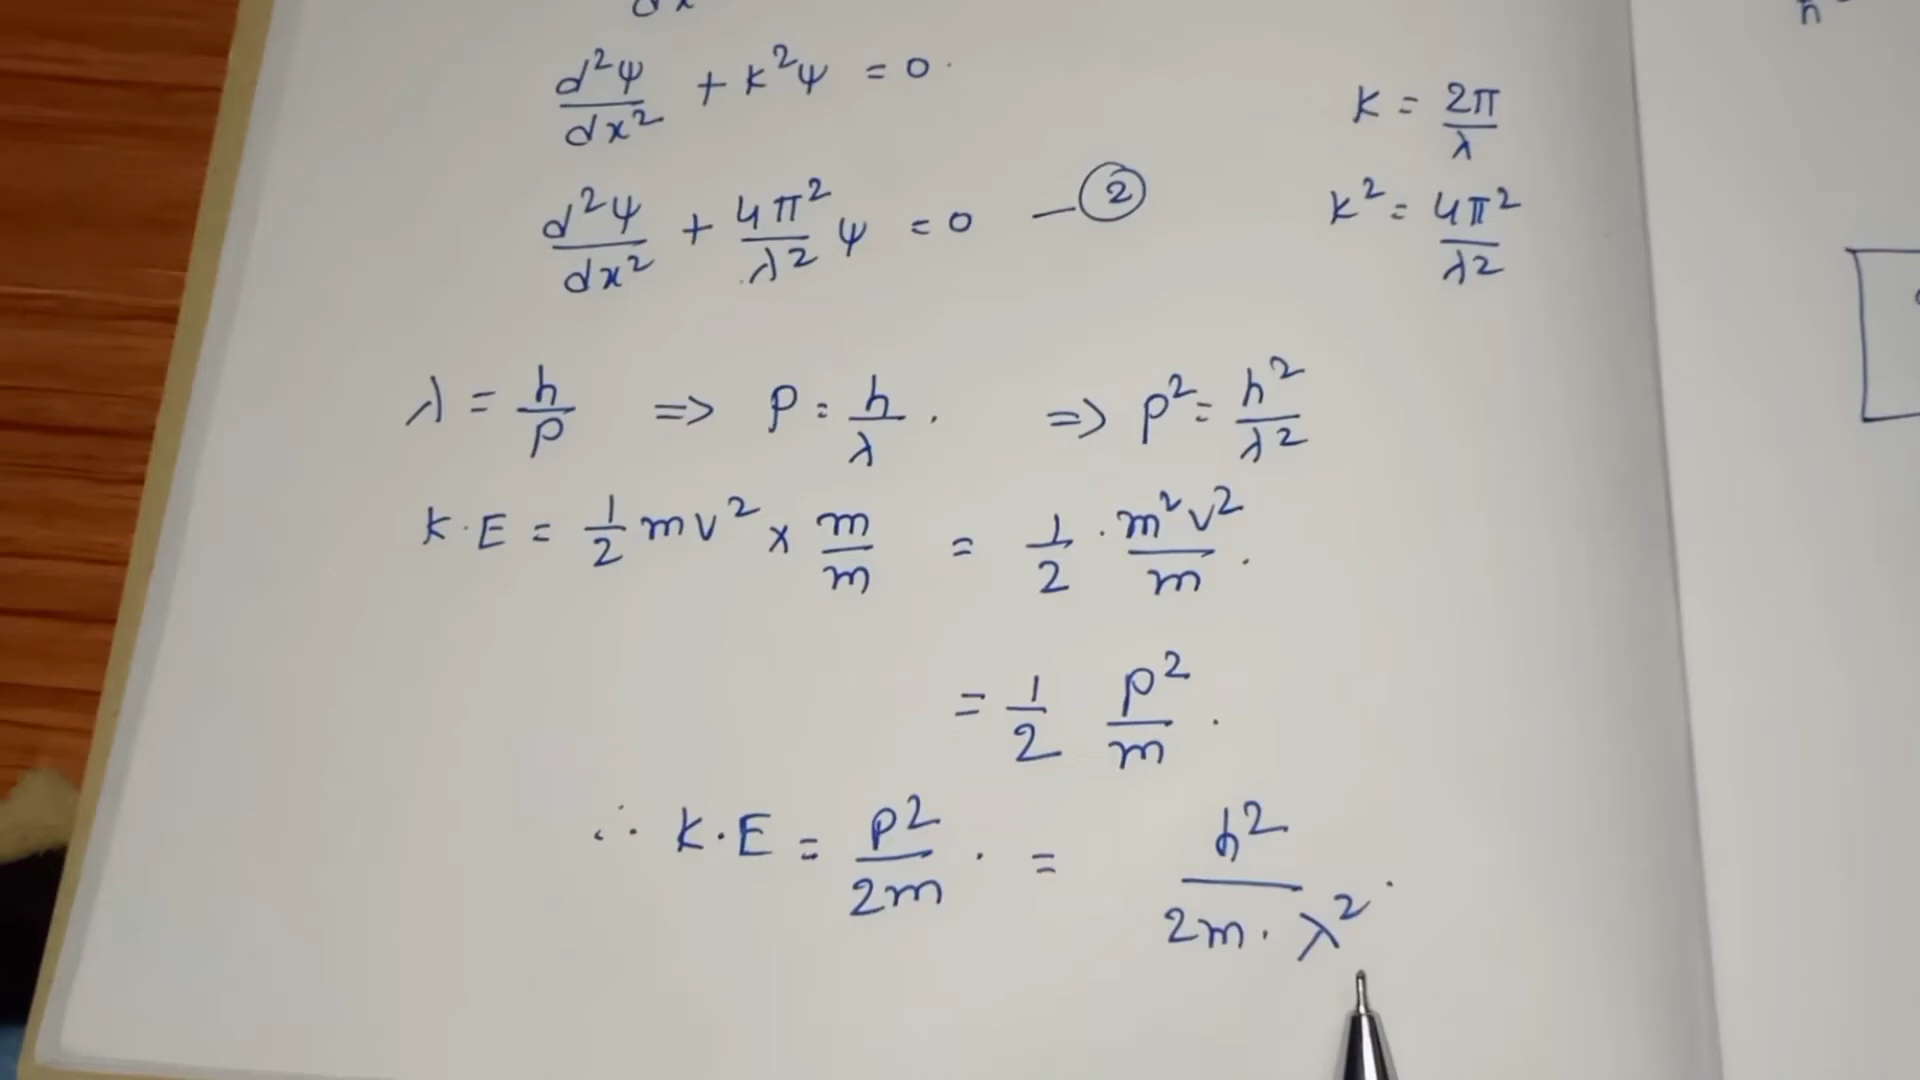 d²ψ/dx² + k²ψ = 0.
k = 2π/λ
d²ψ/dx² + 4π²/λ² ψ = 0 — ②
k² = 4π²/λ²
λ = h/p => p = h/λ. => p² = h²/λ²
K.E = 1/2 mv² × m/m = 1/2 . m²v²/m.
= 1/2 p²/m.
∴ K.E = p²/2m . = h²/2m.λ² .